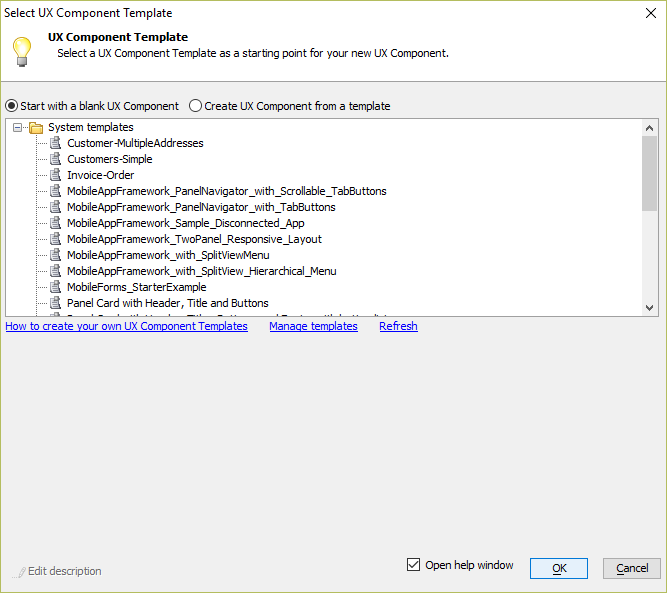 Select UX Component Template
UX Component Template
Select a UX Component Template as a starting point for your new UX Component.
Start with a blank UX Component
Create UX Component from a template
System templates
Customer-MultipleAddresses
Customers-Simple
Invoice-Order
MobileAppFramework_PanelNavigator_with_Scrollable_TabButtons
MobileAppFramework_PanelNavigator_with_TabButtons
MobileAppFramework_Sample_Disconnected_App
MobileAppFramework_TwoPanel_Responsive_Layout
MobileAppFramework_with_SplitViewMenu
MobileAppFramework_with_SplitView_Hierarchical_Menu
MobileForms_StarterExample
Panel Card with Header, Title and Buttons
How to create your own UX Component Templates
Manage templates
Refresh
Edit description
Open help window
OK
Cancel